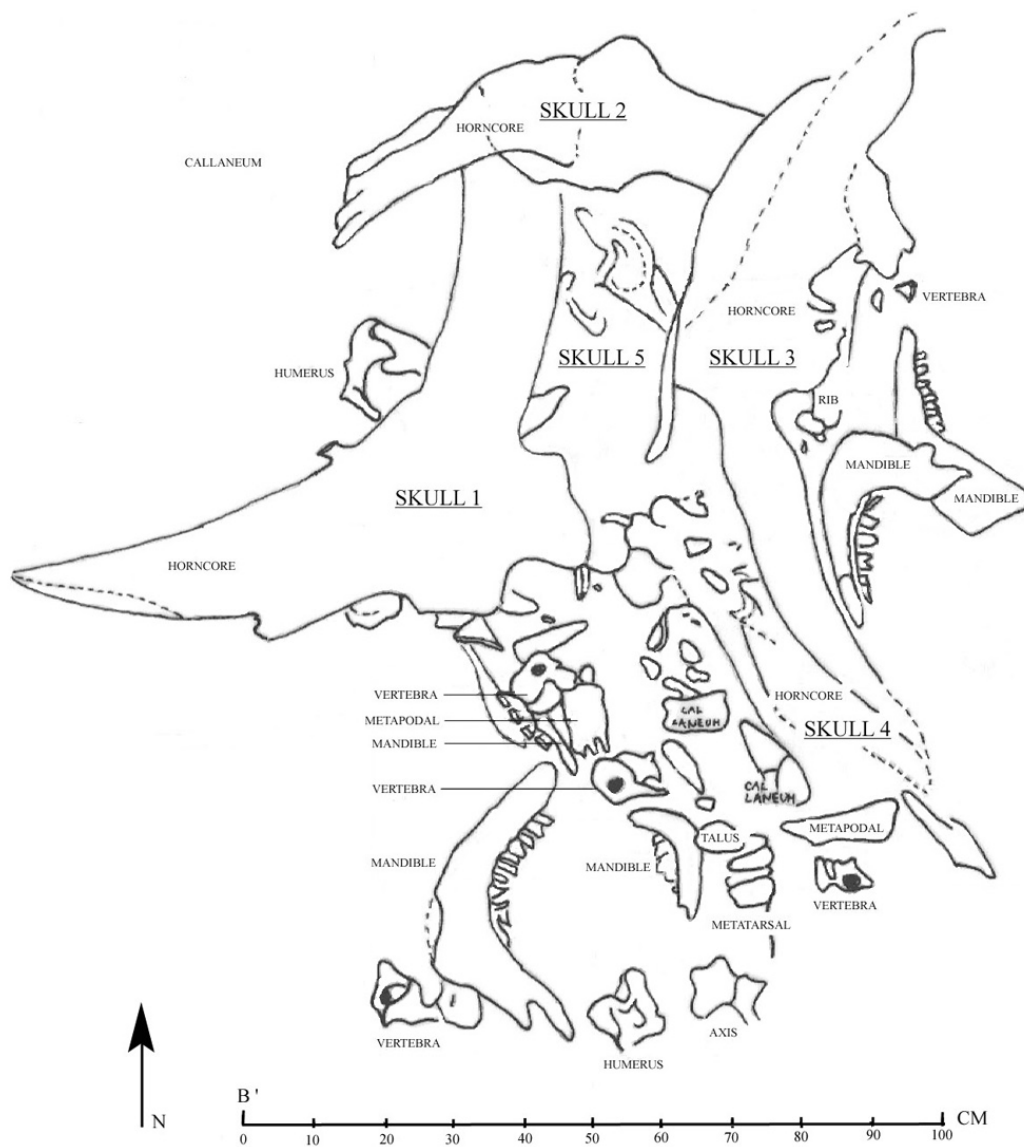 SKULL 2
HORNCORE
CALLANEUM
VERTEBRA
HORNCORE
SKULL 5
SKULL 3
HUMERUS
RIB
MANDIBLE
MANDIBLE
SKULL 1
HORNCORE
VERTEBRA
HORNCORE
CAL
LANEUM
METAPODAL
SKULL 4
MANDIBLE
VERTEBRA
CAL
LANEUM
METAPODAL
TALUS
MANDIBLE
MANDIBLE
VERTEBRA
METATARSAL
VERTEBRA
AXIS
HUMERUS
B '
N
CM
0 10 20 30 40 50 60 70 80 90 100